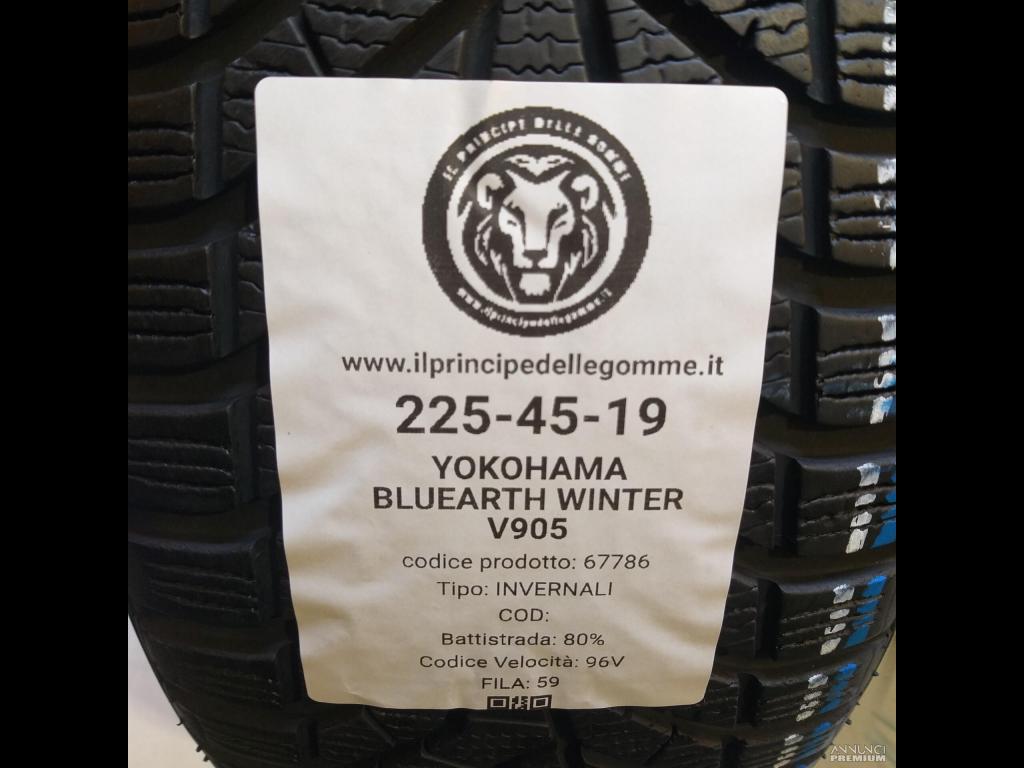 IL PRINCIPE DELLE GOMME
www.ilprincipedellegomme.it
www.ilprincipedellegomme.it
225-45-19
YOKOHAMA
BLUEARTH WINTER
V905
codice prodotto: 67786
Tipo: INVERNALI
COD:
Battistrada: 80%
Codice Velocità: 96V
FILA: 59
ANNUNCI
PREMIUM